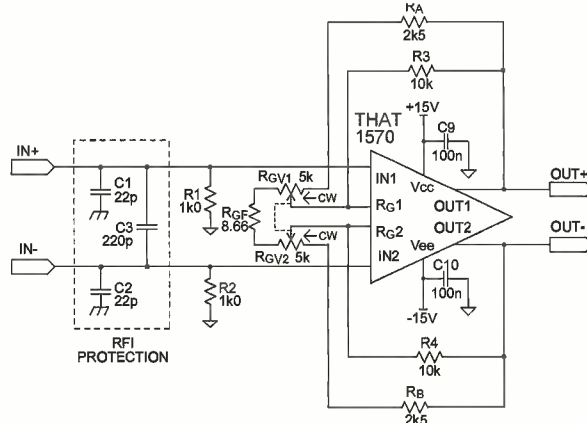 RA
2k5
R3
10k
THAT
1570
+15V
C9
100n
IN+
C1
22p
R1
1k0
RGV1 5k
CW
IN1
Vcc
OUT+
RG1
OUT1
C3
220p
RGF
8.66
CW
RG2
OUT2
IN-
RGV2 5k
IN2
Vee
OUT-
C2
22p
R2
1k0
C10
100n
-15V
RFI
PROTECTION
R4
10k
RB
2k5